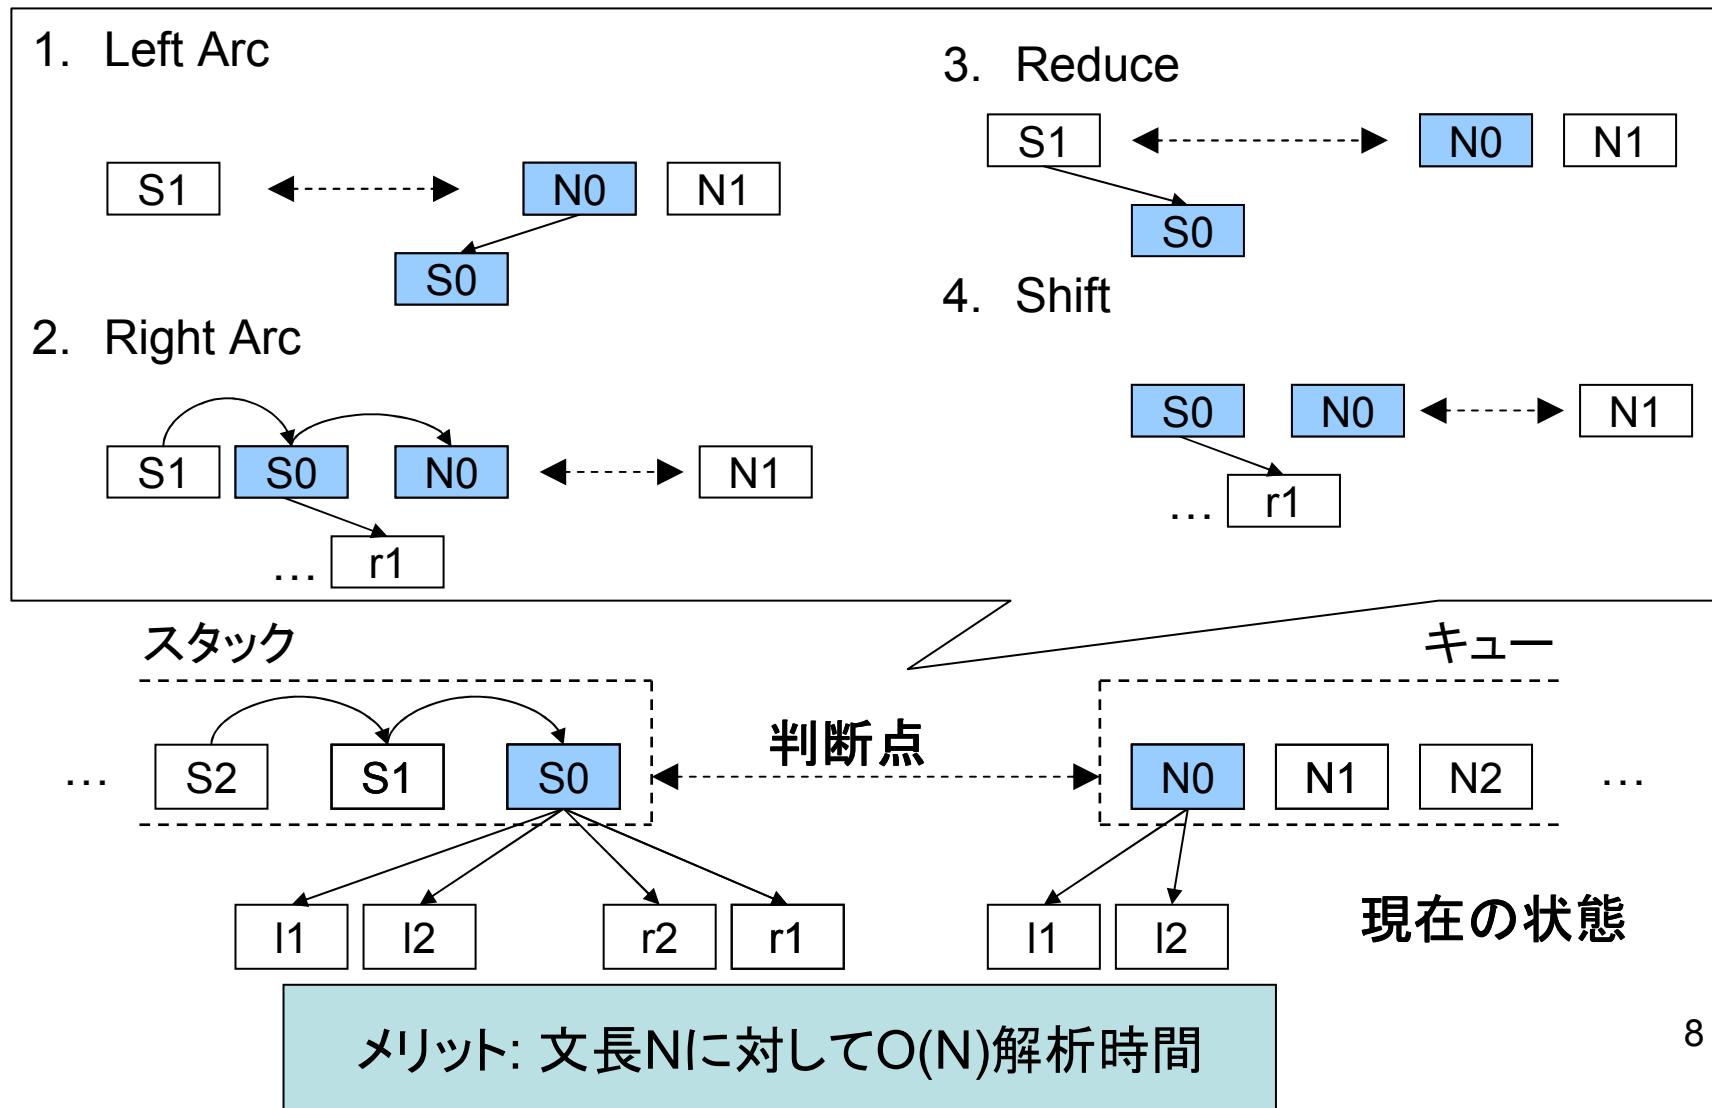 1. Left Arc
S1 N0 N1
S0
2. Right Arc
S1 S0 N0 N1
… r1
3. Reduce
S1 N0 N1
S0
4. Shift
S0 N0 N1
… r1
スタック
キュー
判断点
… S2 S1 S0 N0 N1 N2 …
l1 l2 r2 r1 l1 l2
現在の状態
メリット: 文長Nに対してO(N)解析時間
8